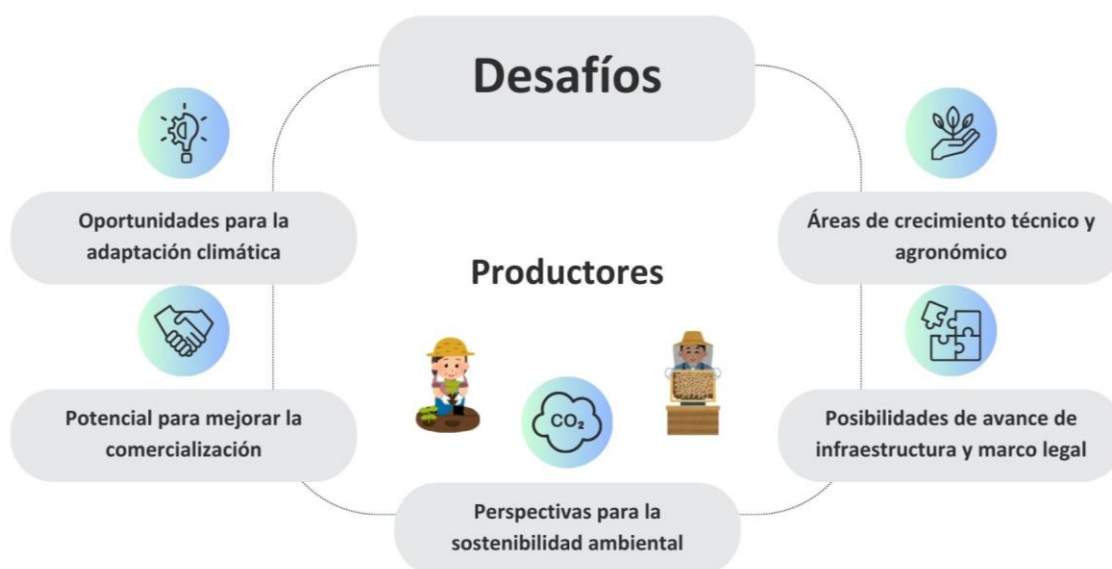 Desafíos
Oportunidades para la
adaptación climática
Áreas de crecimiento técnico y
agronómico
Productores
Potencial para mejorar la
comercialización
CO₂
Posibilidades de avance de
infraestructura y marco legal
Perspectivas para la
sostenibilidad ambiental